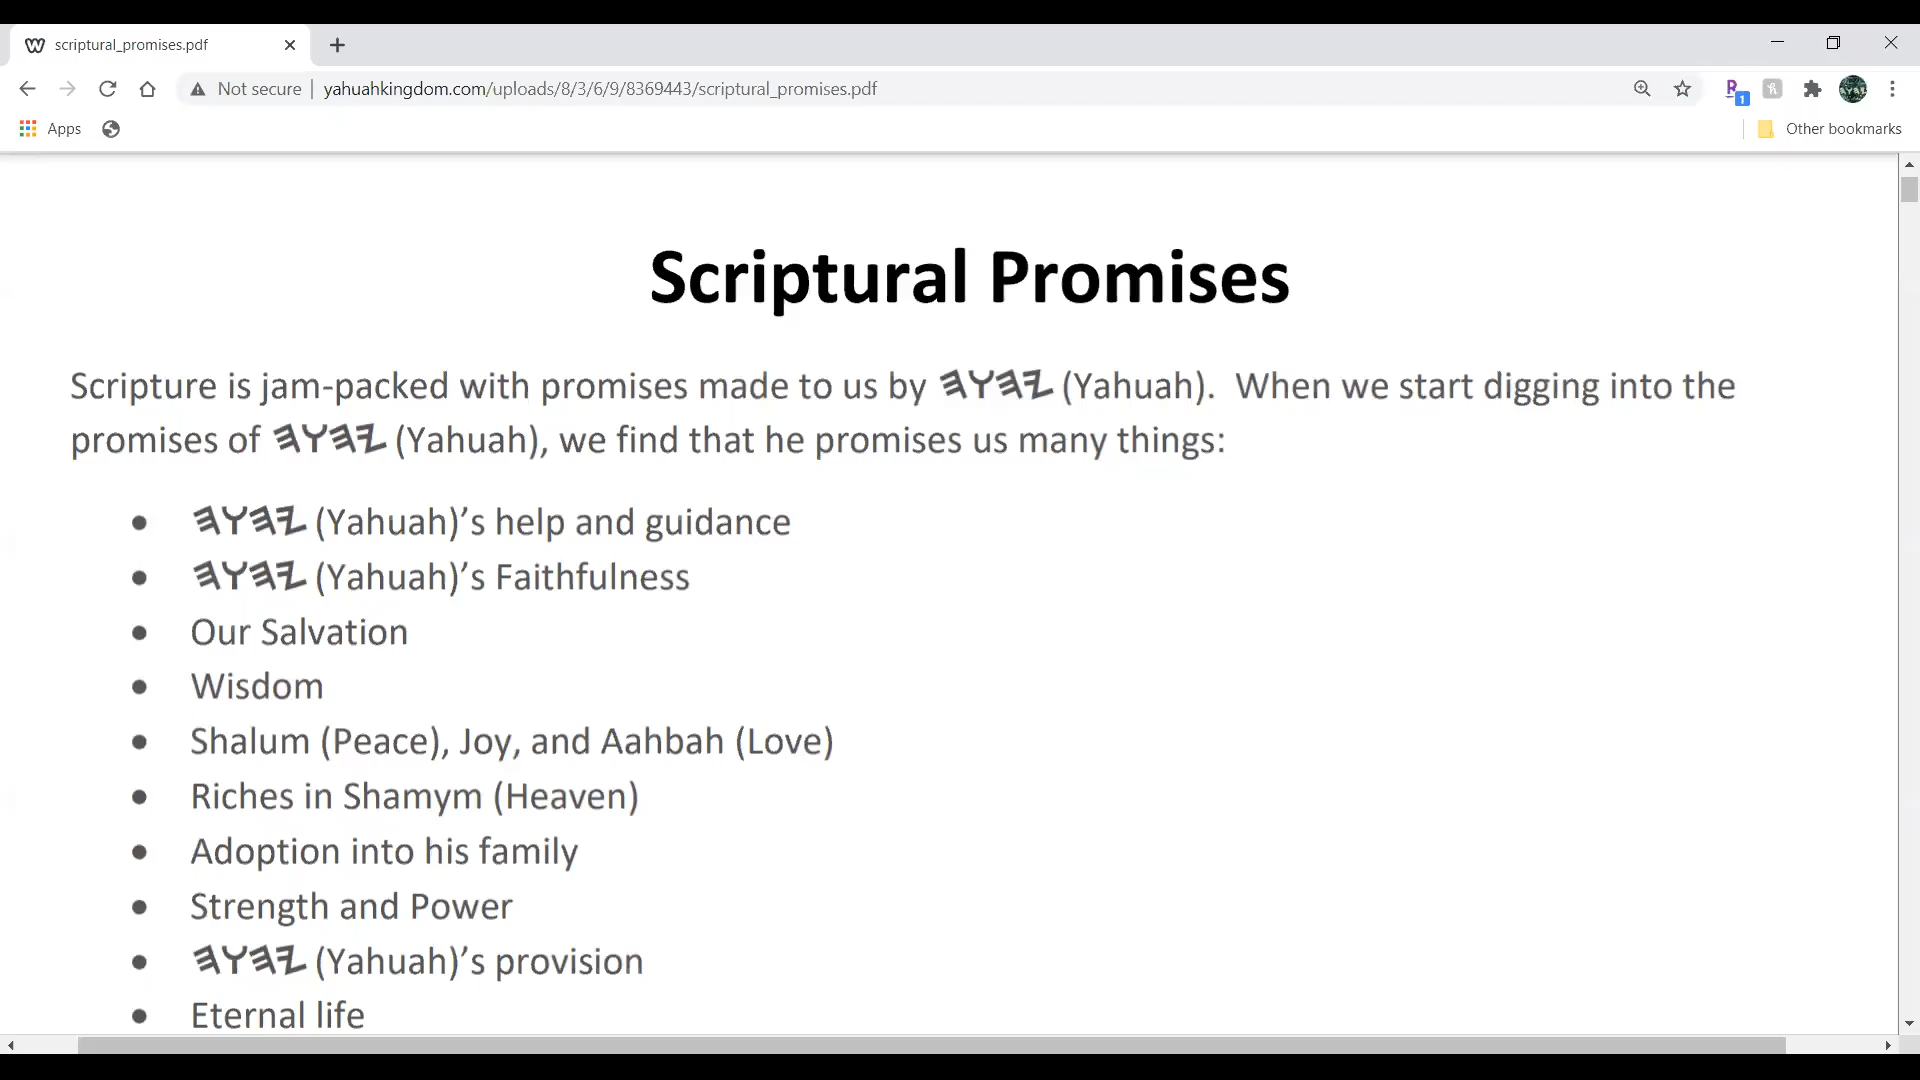 scriptural_promises.pdf
Not secure | yahuahkingdom.com/uploads/8/3/6/9/8369443/scriptural_promises.pdf
1
Apps
Other bookmarks
Scriptural Promises
Scripture is jam-packed with promises made to us by 𐤉𐤄𐤅𐤄 (Yahuah). When we start digging into the
promises of 𐤉𐤄𐤅𐤄 (Yahuah), we find that he promises us many things:
• 𐤉𐤄𐤅𐤄 (Yahuah)’s help and guidance
• 𐤉𐤄𐤅𐤄 (Yahuah)’s Faithfulness
• Our Salvation
• Wisdom
• Shalum (Peace), Joy, and Aahbah (Love)
• Riches in Shamym (Heaven)
• Adoption into his family
• Strength and Power
• 𐤉𐤄𐤅𐤄 (Yahuah)’s provision
• Eternal life